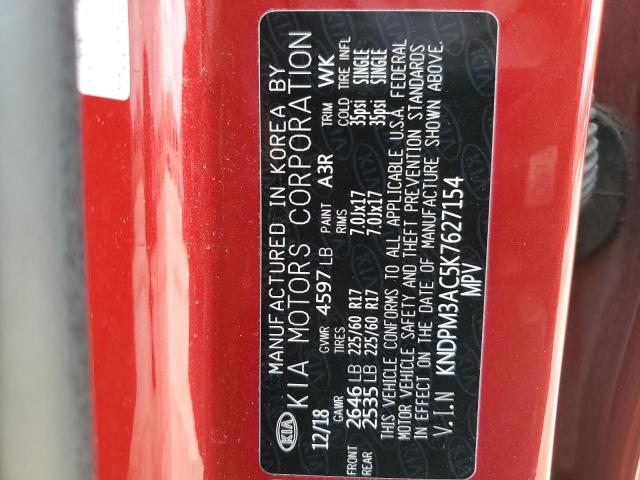 MANUFACTURED IN KOREA BY
KIA KIA MOTORS CORPORATION
12/18 GVWR 4597 LB PAINT A3R TRIM WK
GAWR TIRES RIMS COLD TIRE INFL
FRONT 2646 LB 225/60 R17 7.0Jx17 35psi SINGLE
REAR 2535 LB 225/60 R17 7.0Jx17 35psi SINGLE
THIS VEHICLE CONFORMS TO ALL APPLICABLE U.S.A. FEDERAL
MOTOR VEHICLE SAFETY AND THEFT PREVENTION STANDARDS
IN EFFECT ON THE DATE OF MANUFACTURE SHOWN ABOVE.
V.I.N KNDPM3AC5K7627154
MPV